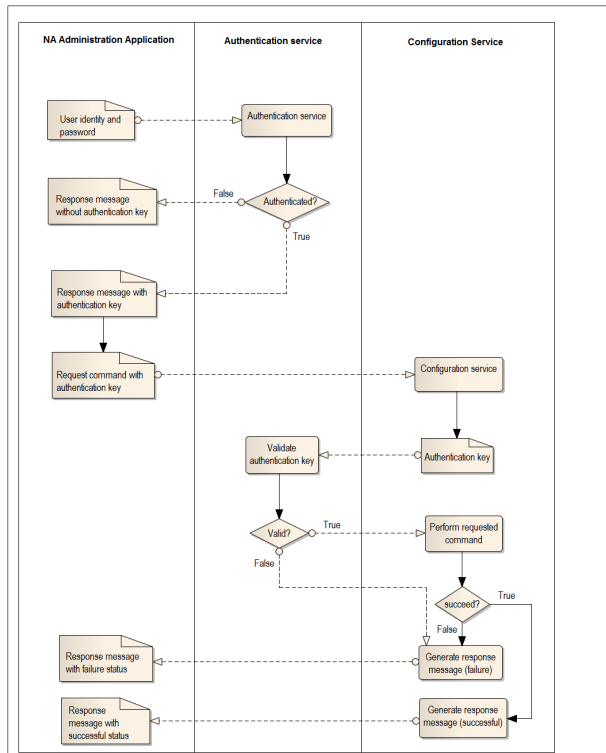 NA Administration Application
Authentication service
Configuration Service
User identity and
password
Authentication service
False
Response message
without authentication key
Authenticated?
True
Response message with
authentication key
Request command with
authentication key
Configuration service
Validate
authentication key
Authentication key
Valid?
True
Perform requested
command
False
succeed?
True
False
Response message
with failure status
Generate response
message (failure)
Response
message with
successful status
Generate response
message (successful)